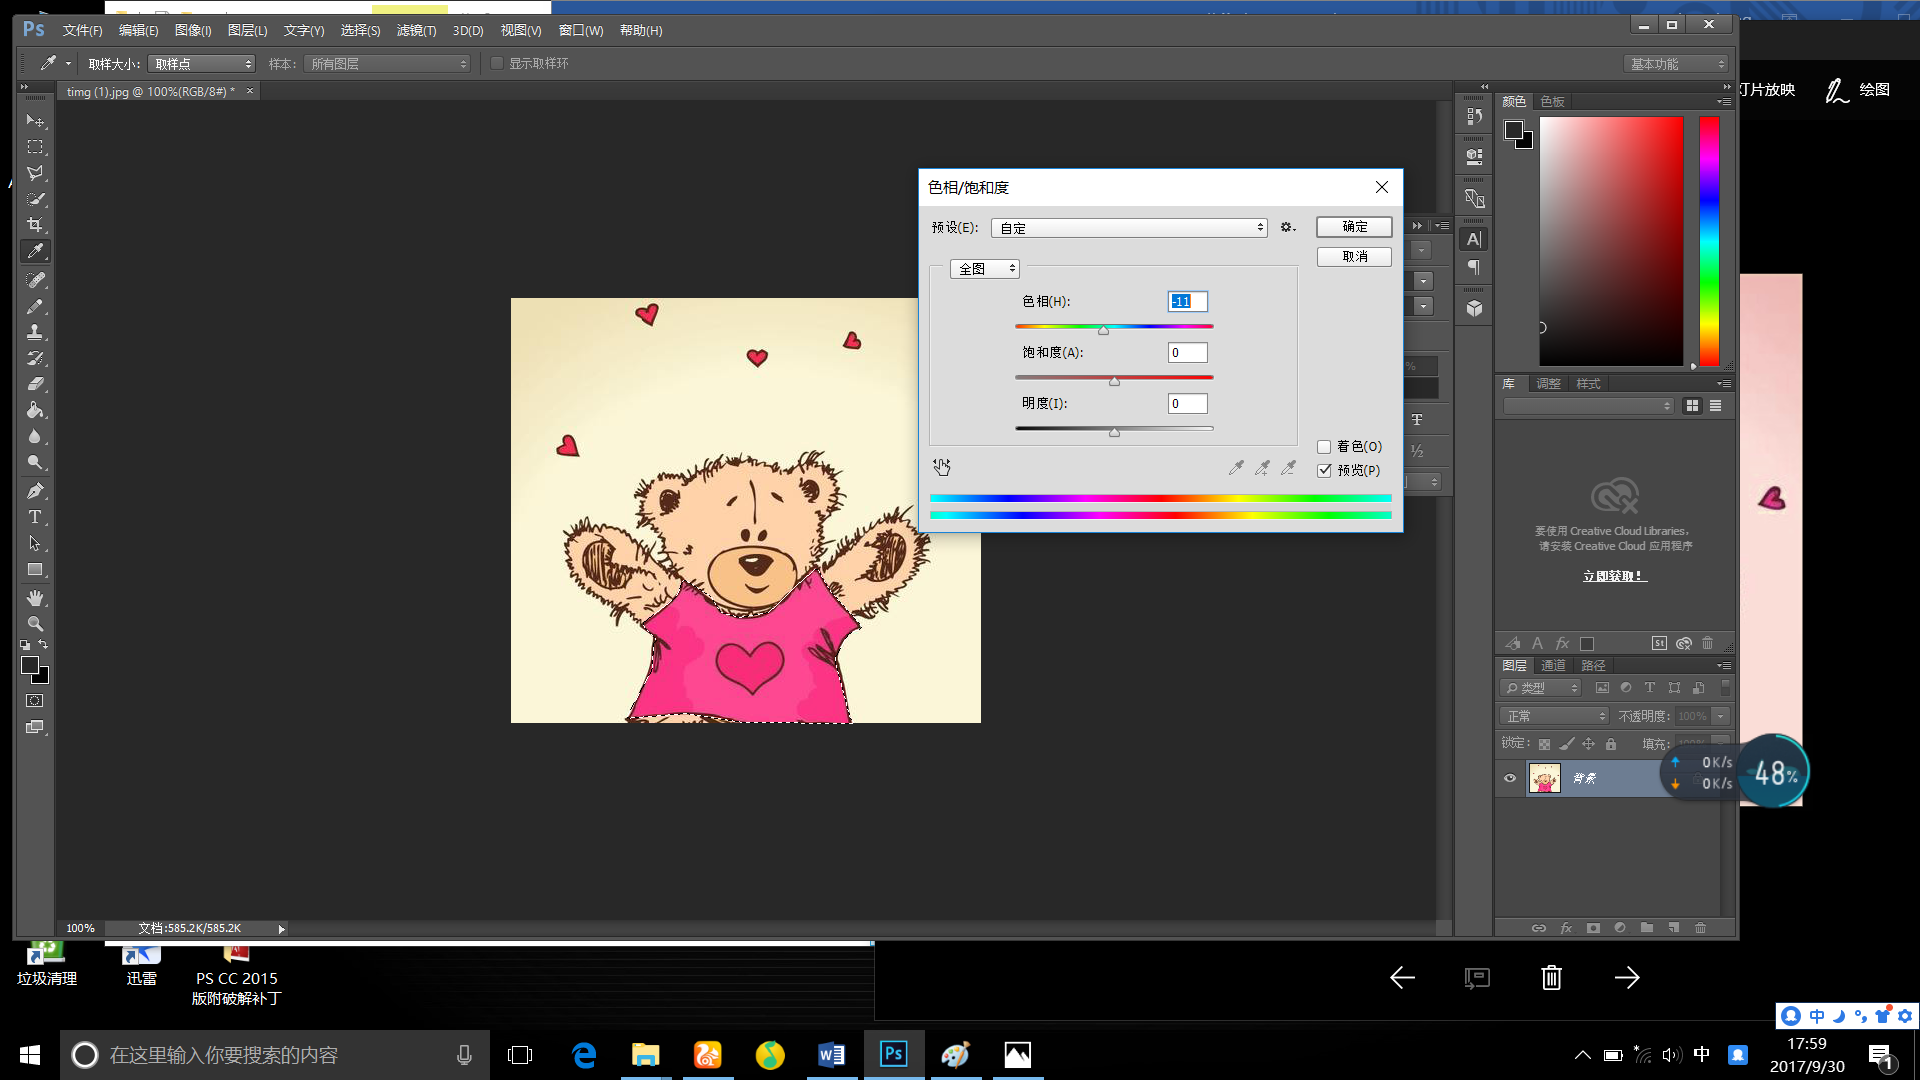 Ps 文件(F) 编辑(E) 图像(I) 图层(L) 文字(Y) 选择(S) 滤镜(T) 3D(D) 视图(V) 窗口(W) 帮助(H)
取样大小: 取样点 样本: 所有图层 显示取样环 基本功能
timg (1).jpg @ 100%(RGB/8#) * ×
灯片放映 绘图
颜色 色板
色相/饱和度
预设(E): 自定 确定
取消
全图
色相(H): -11
饱和度(A): 0
明度(I): 0
着色(O)
预览(P)
库 调整 样式
要使用 Creative Cloud Libraries,
请安装 Creative Cloud 应用程序
立即获取!
图层 通道 路径
类型
正常 不透明度: 100%
锁定: 填充: 100%
背景
0K/s
0K/s
48%
100% 文档:585.2K/585.2K
垃圾清理 迅雷 PS CC 2015
版附破解补丁
中
在这里输入你要搜索的内容
中
17:59
2017/9/30
1